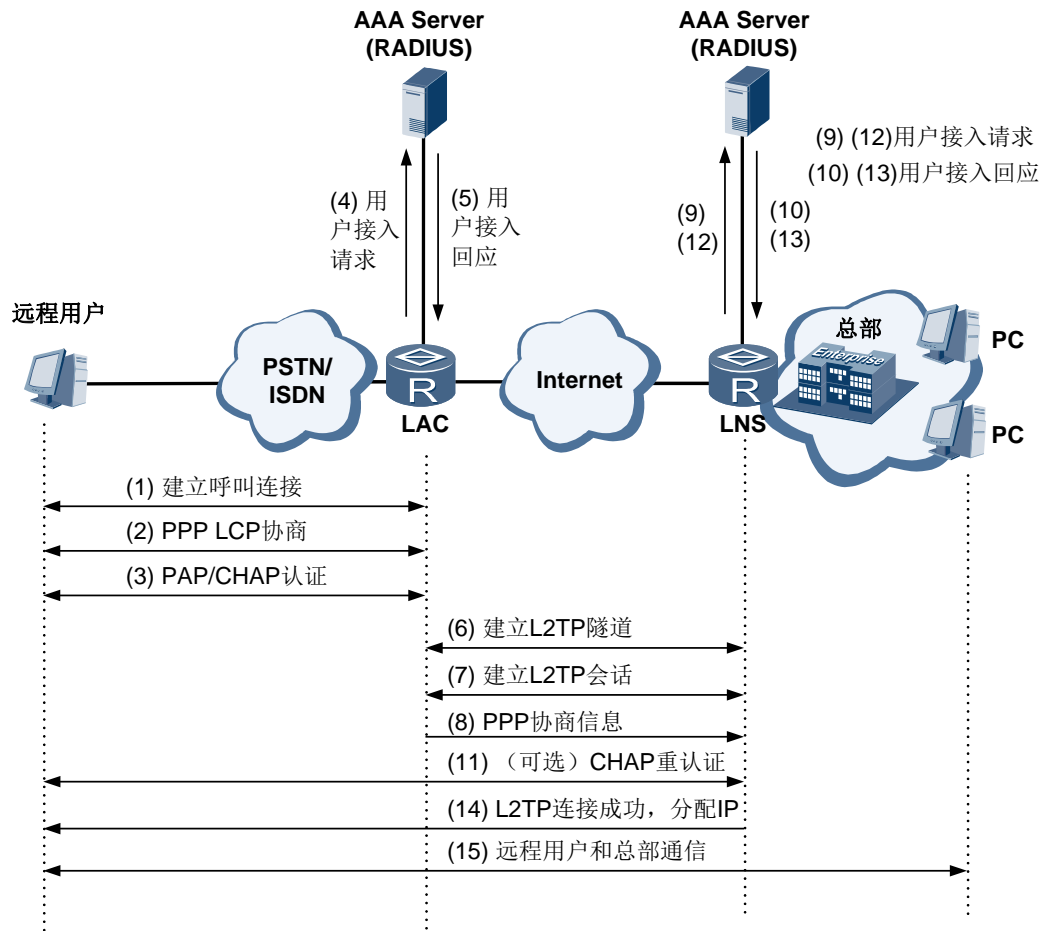 AAA Server
(RADIUS)
AAA Server
(RADIUS)
(9) (12)用户接入请求
(10) (13)用户接入回应
(4) 用
户接入
请求
(5) 用
户接入
回应
(9)
(12)
(10)
(13)
远程用户
PSTN/
ISDN
R
LAC
Internet
R
LNS
总部
Enterprise
PC
PC
(1) 建立呼叫连接
(2) PPP LCP协商
(3) PAP/CHAP认证
(6) 建立L2TP隧道
(7) 建立L2TP会话
(8) PPP协商信息
(11) （可选）CHAP重认证
(14) L2TP连接成功，分配IP
(15) 远程用户和总部通信